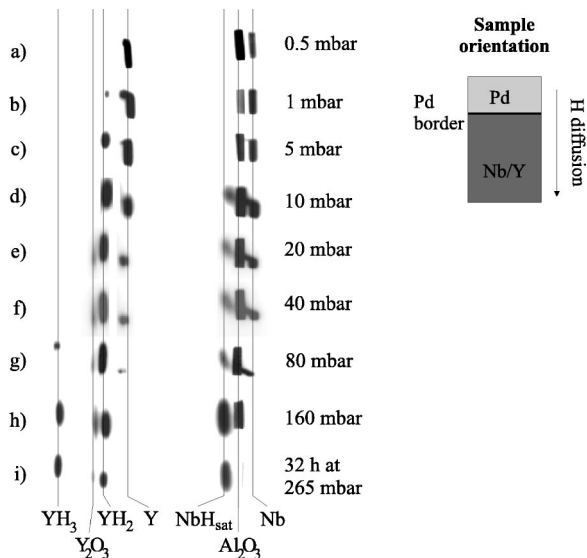 a)
0.5 mbar
b)
1 mbar
c)
5 mbar
d)
10 mbar
e)
20 mbar
f)
40 mbar
g)
80 mbar
h)
160 mbar
i)
32 h at
265 mbar
YH3
Y2O3
YH2
Y
NbHsat
Al2O3
Nb
Sample
orientation
Pd
Pd
border
Nb/Y
H diffusion